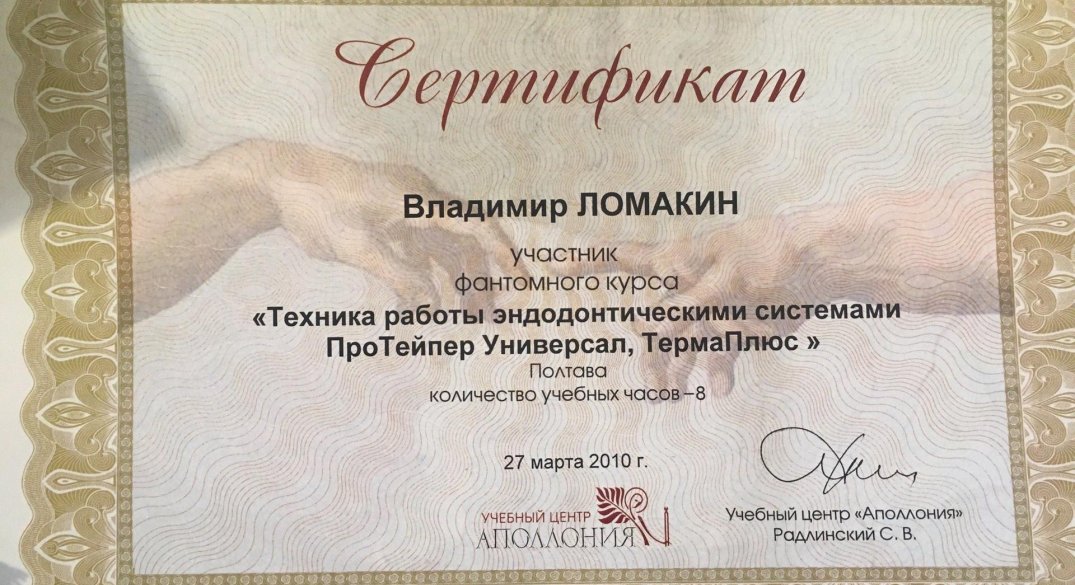 Сертификат
Владимир ЛОМАКИН
участник
фантомного курса
«Техника работы эндодонтическими системами
ПроТейпер Универсал, ТермаПлюс »
Полтава
количество учебных часов –8
27 марта 2010 г.
УЧЕБНЫЙ ЦЕНТР
АПОЛЛОНИЯ
Учебный центр «Аполлония»
Радлинский С. В.